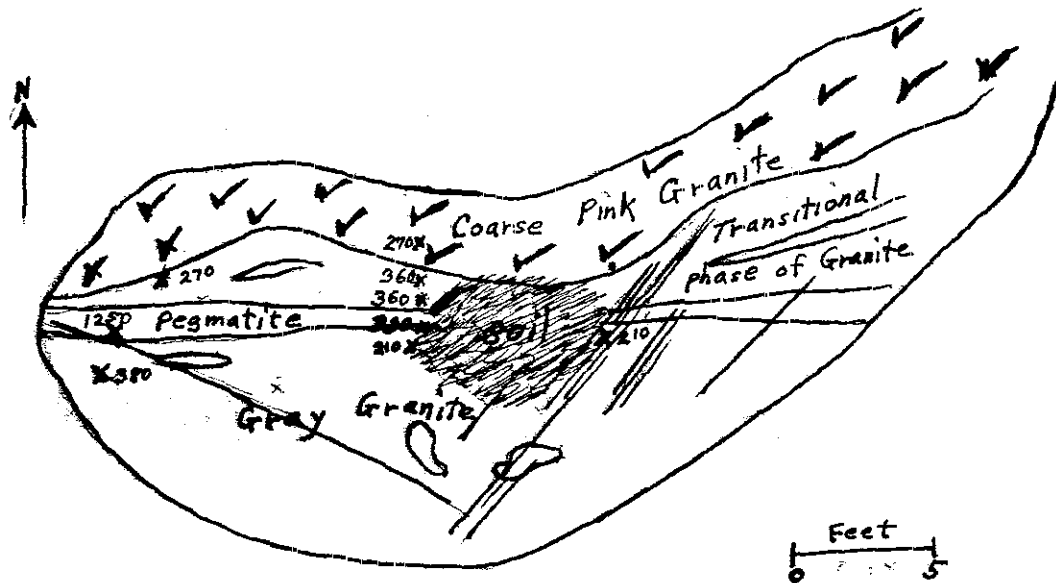 N
Coarse Pink Granite
270
270
360
360
Transitional
phase of Granite
1250
Pegmatite
210
soil
210
380
Gray Granite
Feet
0 5